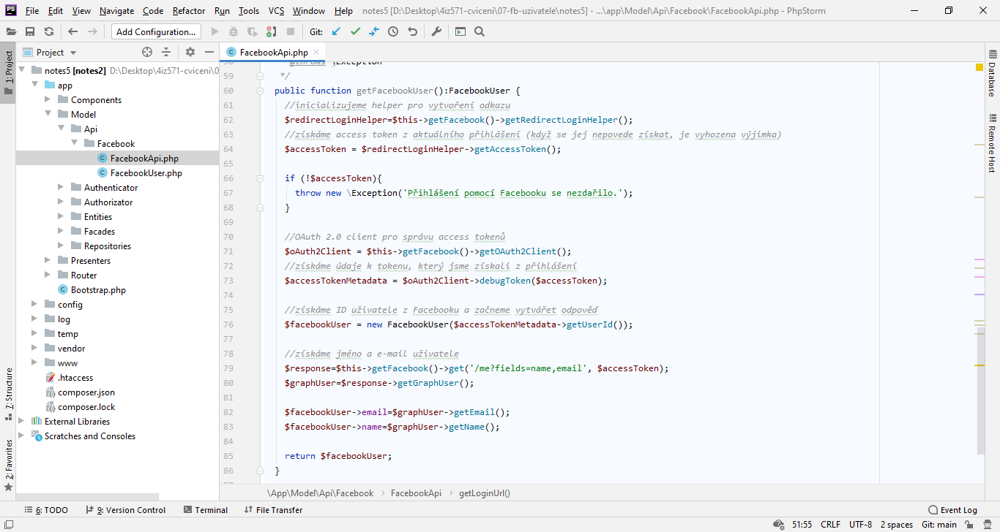 File Edit View Navigate Code Refactor Run Tools VCS Window Help notes5 [D:\Desktop\4iz571-cviceni\07-fb-uzivatele\notes5] - ...\app\Model\Api\Facebook\FacebookApi.php - PhpStorm
Add Configuration... Git:
Project
FacebookApi.php
1: Project
7: Structure
2: Favorites
notes5 [notes2] D:\Desktop\4iz571-cviceni\0
app
Components
Model
Api
Facebook
FacebookApi.php
FacebookUser.php
Authenticator
Authorizator
Entities
Facades
Repositories
Presenters
Router
Bootstrap.php
config
log
temp
vendor
www
.htaccess
composer.json
composer.lock
External Libraries
Scratches and Consoles
58 @throws \Exception
59 */
60 public function getFacebookUser():FacebookUser {
61 //inicializujeme helper pro vytvoření odkazu
62 $redirectLoginHelper=$this->getFacebook()->getRedirectLoginHelper();
63 //získáme access token z aktuálního přihlášení (když se jej nepovede získat, je vyhozena výjimka)
64 $accessToken = $redirectLoginHelper->getAccessToken();
65
66 if (!$accessToken){
67 throw new \Exception('Přihlášení pomocí Facebooku se nezdařilo.');
68 }
69
70 //OAuth 2.0 client pro správu access tokenů
71 $oAuth2Client = $this->getFacebook()->getOAuth2Client();
72 //získáme údaje k tokenu, který jsme získali z přihlášení
73 $accessTokenMetadata = $oAuth2Client->debugToken($accessToken);
74
75 //získáme ID uživatele z Facebooku a začneme vytvářet odpověď
76 $facebookUser = new FacebookUser($accessTokenMetadata->getUserId());
77
78 //získáme jméno a e-mail uživatele
79 $response=$this->getFacebook()->get('/me?fields=name,email', $accessToken);
80 $graphUser=$response->getGraphUser();
81
82 $facebookUser->email=$graphUser->getEmail();
83 $facebookUser->name=$graphUser->getName();
84
85 return $facebookUser;
86 }
Database
Remote Host
\App\Model\Api\Facebook FacebookApi getLoginUrl()
6: TODO 9: Version Control Terminal File Transfer Event Log
51:55 CRLF UTF-8 2 spaces Git: main